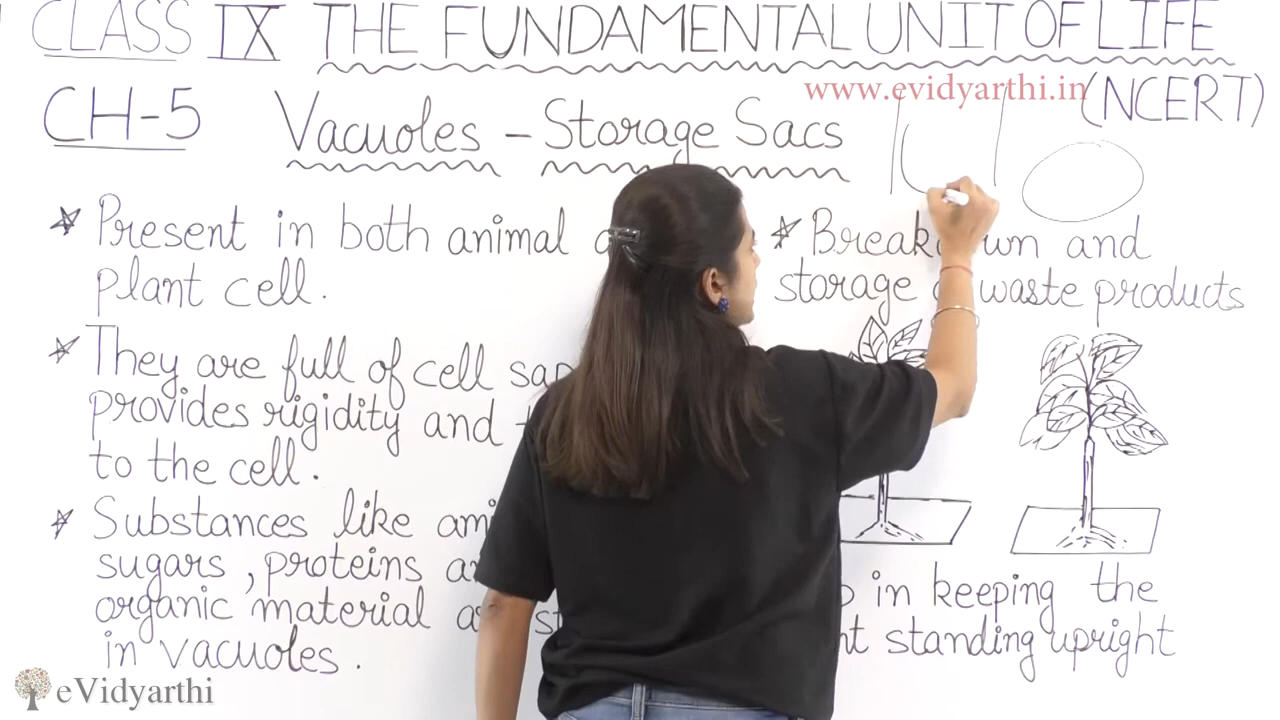 CLASS IX THE FUNDAMENTAL UNIT OF LIFE
www.evidyarthi.in
(NCERT)
CH-5
Vacuoles - Storage Sacs
Present in both animal
plant cell.
They are full of cell sap
provides rigidity and
to the cell.
Substances like
sugars, proteins
organic material
in vacuoles.
and
storage waste products
in keeping the
standing upright
eVidyarthi